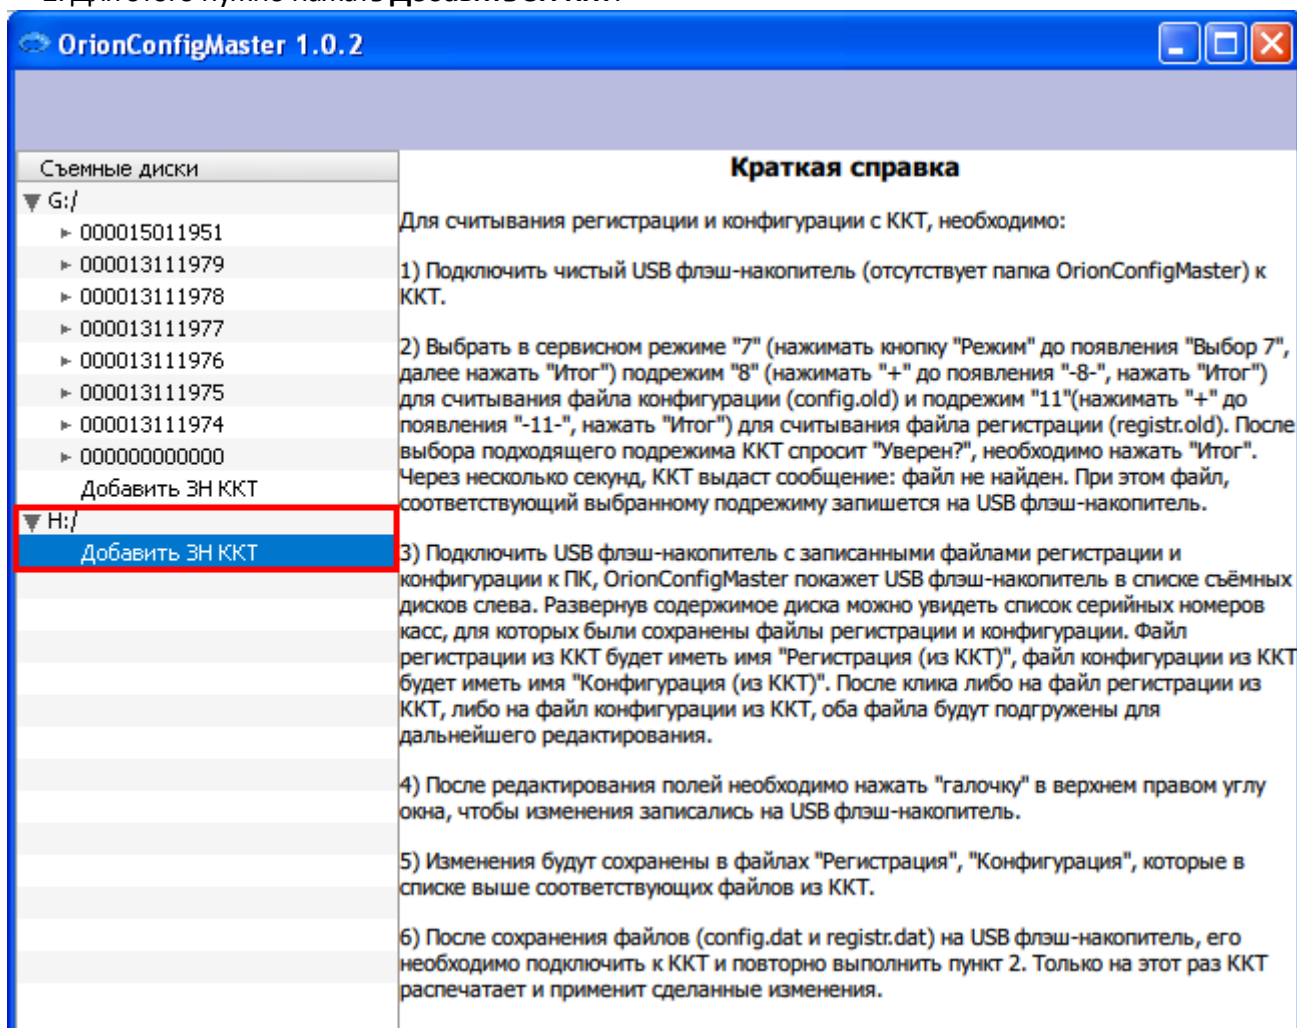 OrionConfigMaster 1.0.2
Съемные диски
G:/
000015011951
000013111979
000013111978
000013111977
000013111976
000013111975
000013111974
000000000000
Добавить ЗН ККТ
H:/
Добавить ЗН ККТ
Краткая справка
Для считывания регистрации и конфигурации с ККТ, необходимо:
1) Подключить чистый USB флэш-накопитель (отсутствует папка OrionConfigMaster) к
ККТ.
2) Выбрать в сервисном режиме "7" (нажимать кнопку "Режим" до появления "Выбор 7",
далее нажать "Итог") подрежим "8" (нажимать "+" до появления "-8-", нажать "Итог")
для считывания файла конфигурации (config.old) и подрежим "11"(нажимать "+" до
появления "-11-", нажать "Итог") для считывания файла регистрации (registr.old). После
выбора подходящего подрежима ККТ спросит "Уверен?", необходимо нажать "Итог".
Через несколько секунд, ККТ выдаст сообщение: файл не найден. При этом файл,
соответствующий выбранному подрежиму запишется на USB флэш-накопитель.
3) Подключить USB флэш-накопитель с записанными файлами регистрации и
конфигурации к ПК, OrionConfigMaster покажет USB флэш-накопитель в списке съёмных
дисков слева. Развернув содержимое диска можно увидеть список серийных номеров
касс, для которых были сохранены файлы регистрации и конфигурации. Файл
регистрации из ККТ будет иметь имя "Регистрация (из ККТ)", файл конфигурации из ККТ
будет иметь имя "Конфигурация (из ККТ)". После клика либо на файл регистрации из
ККТ, либо на файл конфигурации из ККТ, оба файла будут подгружены для
дальнейшего редактирования.
4) После редактирования полей необходимо нажать "галочку" в верхнем правом углу
окна, чтобы изменения записались на USB флэш-накопитель.
5) Изменения будут сохранены в файлах "Регистрация", "Конфигурация", которые в
списке выше соответствующих файлов из ККТ.
6) После сохранения файлов (config.dat и registr.dat) на USB флэш-накопитель, его
необходимо подключить к ККТ и повторно выполнить пункт 2. Только на этот раз ККТ
распечатает и применит сделанные изменения.